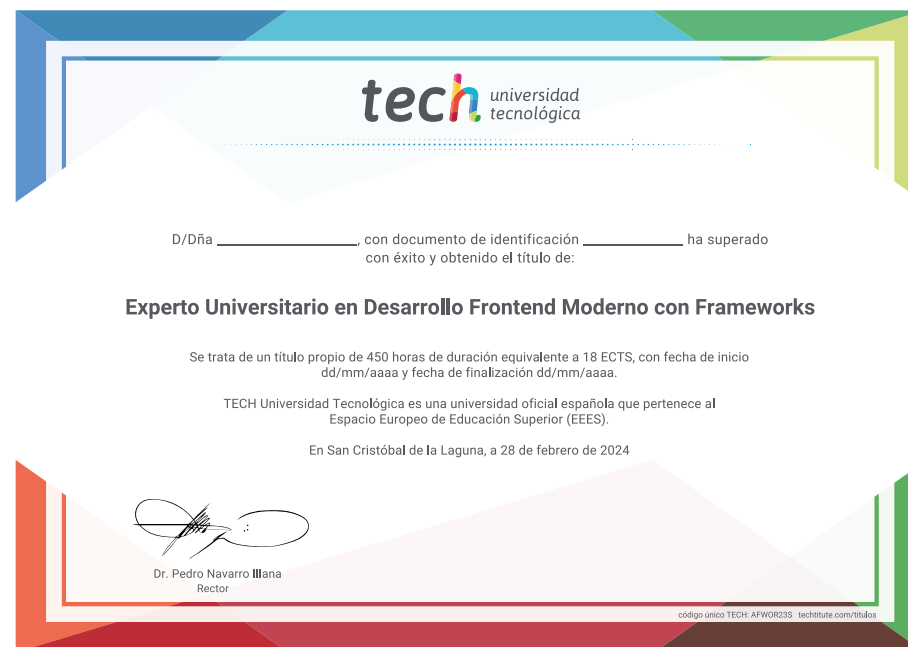 tech universidad
tecnológica
D/Dña ________________, con documento de identificación ____________ ha superado
con éxito y obtenido el título de:
Experto Universitario en Desarrollo Frontend Moderno con Frameworks
Se trata de un título propio de 450 horas de duración equivalente a 18 ECTS, con fecha de inicio
dd/mm/aaaa y fecha de finalización dd/mm/aaaa.
TECH Universidad Tecnológica es una universidad oficial española que pertenece al
Espacio Europeo de Educación Superior (EEES).
En San Cristóbal de la Laguna, a 28 de febrero de 2024
Dr. Pedro Navarro Illana
Rector
código único TECH: AFWOR23S techtitute.com/titulos